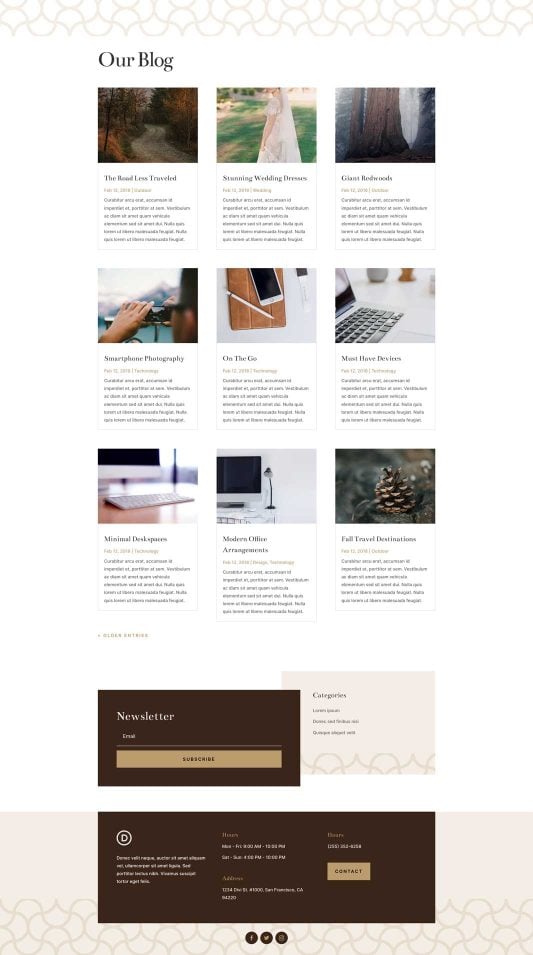 Our Blog
The Road Less Traveled
Feb 12, 2018 | Outdoor
Curabitur arcu erat, accumsan id
imperdiet et, porttitor at sem. Vestibulum
ac diam sit amet quam vehicula
elementum sed sit amet dui. Nulla quis
lorem ut libero malesuada feugiat. Nulla
quis lorem ut libero malesuada feugiat.
Stunning Wedding Dresses
Feb 12, 2018 | Wedding
Curabitur arcu erat, accumsan id
imperdiet et, porttitor at sem. Vestibulum
ac diam sit amet quam vehicula
elementum sed sit amet dui. Nulla quis
lorem ut libero malesuada feugiat. Nulla
quis lorem ut libero malesuada feugiat.
Giant Redwoods
Feb 12, 2018 | Outdoor
Curabitur arcu erat, accumsan id
imperdiet et, porttitor at sem. Vestibulum
ac diam sit amet quam vehicula
elementum sed sit amet dui. Nulla quis
lorem ut libero malesuada feugiat. Nulla
quis lorem ut libero malesuada feugiat.
Smartphone Photography
Feb 12, 2018 | Technology
Curabitur arcu erat, accumsan id
imperdiet et, porttitor at sem. Vestibulum
ac diam sit amet quam vehicula
elementum sed sit amet dui. Nulla quis
lorem ut libero malesuada feugiat. Nulla
quis lorem ut libero malesuada feugiat.
On The Go
Feb 12, 2018 | Technology
Curabitur arcu erat, accumsan id
imperdiet et, porttitor at sem. Vestibulum
ac diam sit amet quam vehicula
elementum sed sit amet dui. Nulla quis
lorem ut libero malesuada feugiat. Nulla
quis lorem ut libero malesuada feugiat.
Must Have Devices
Feb 12, 2018 | Technology
Curabitur arcu erat, accumsan id
imperdiet et, porttitor at sem. Vestibulum
ac diam sit amet quam vehicula
elementum sed sit amet dui. Nulla quis
lorem ut libero malesuada feugiat. Nulla
quis lorem ut libero malesuada feugiat.
Minimal Deskspaces
Feb 12, 2018 | Technology
Curabitur arcu erat, accumsan id
imperdiet et, porttitor at sem. Vestibulum
ac diam sit amet quam vehicula
elementum sed sit amet dui. Nulla quis
lorem ut libero malesuada feugiat. Nulla
quis lorem ut libero malesuada feugiat.
Modern Office
Arrangements
Feb 12, 2018 | Design, Technology
Curabitur arcu erat, accumsan id
imperdiet et, porttitor at sem. Vestibulum
ac diam sit amet quam vehicula
elementum sed sit amet dui. Nulla quis
lorem ut libero malesuada feugiat. Nulla
quis lorem ut libero malesuada feugiat.
Fall Travel Destinations
Feb 12, 2018 | Outdoor
Curabitur arcu erat, accumsan id
imperdiet et, porttitor at sem. Vestibulum
ac diam sit amet quam vehicula
elementum sed sit amet dui. Nulla quis
lorem ut libero malesuada feugiat. Nulla
quis lorem ut libero malesuada feugiat.
« OLDER ENTRIES
Newsletter
Email
SUBSCRIBE
Categories
Lorem ipsum
Donec sed finibus nisi
Quisque aliquet velit
D
Donec velit neque, auctor sit amet aliquam
vel, ullamcorper sit amet ligula. Sed
porttitor lectus nibh. Vivamus suscipit
tortor eget felis.
Hours
Mon - Fri: 9:00 AM - 10:00 PM
Sat - Sun: 4:00 PM - 10:00 PM
Address
1234 Divi St. #1000, San Francisco, CA
94220
Hours
(255) 352-6258
CONTACT